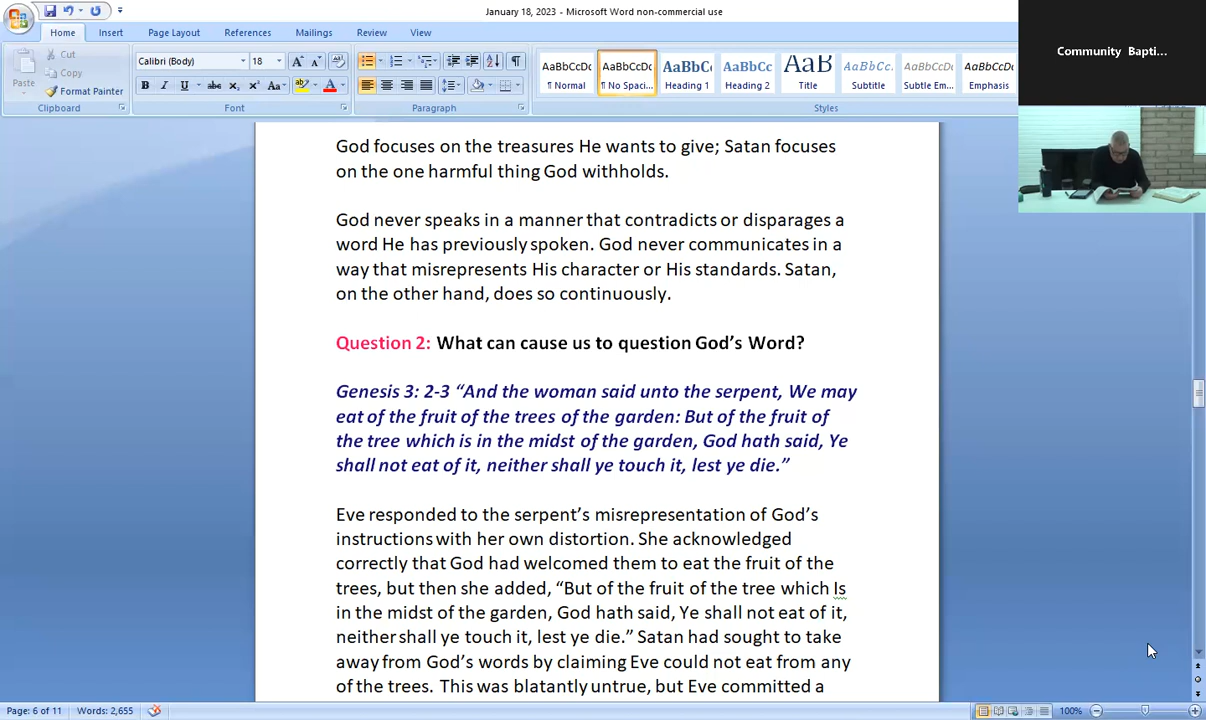 January 18, 2023 - Microsoft Word non-commercial use
Home Insert Page Layout References Mailings Review View
Cut
Copy
Paste
Format Painter
Clipboard
Calibri (Body) 18
Font
Paragraph
AaBbCcDc AaBbCcDc AaBbCc AaBbCc AaB AaBbCc. AaBbCcDc AaBbCcDc
¶ Normal ¶ No Spaci... Heading 1 Heading 2 Title Subtitle Subtle Em... Emphasis
Styles
Community Bapti...
God focuses on the treasures He wants to give; Satan focuses
on the one harmful thing God withholds.
God never speaks in a manner that contradicts or disparages a
word He has previously spoken. God never communicates in a
way that misrepresents His character or His standards. Satan,
on the other hand, does so continuously.
Question 2: What can cause us to question God's Word?
Genesis 3: 2-3 "And the woman said unto the serpent, We may
eat of the fruit of the trees of the garden: But of the fruit of
the tree which is in the midst of the garden, God hath said, Ye
shall not eat of it, neither shall ye touch it, lest ye die."
Eve responded to the serpent's misrepresentation of God's
instructions with her own distortion. She acknowledged
correctly that God had welcomed them to eat the fruit of the
trees, but then she added, "But of the fruit of the tree which Is
in the midst of the garden, God hath said, Ye shall not eat of it,
neither shall ye touch it, lest ye die." Satan had sought to take
away from God's words by claiming Eve could not eat from any
of the trees. This was blatantly untrue, but Eve committed a
Page: 6 of 11 Words: 2,655 100%